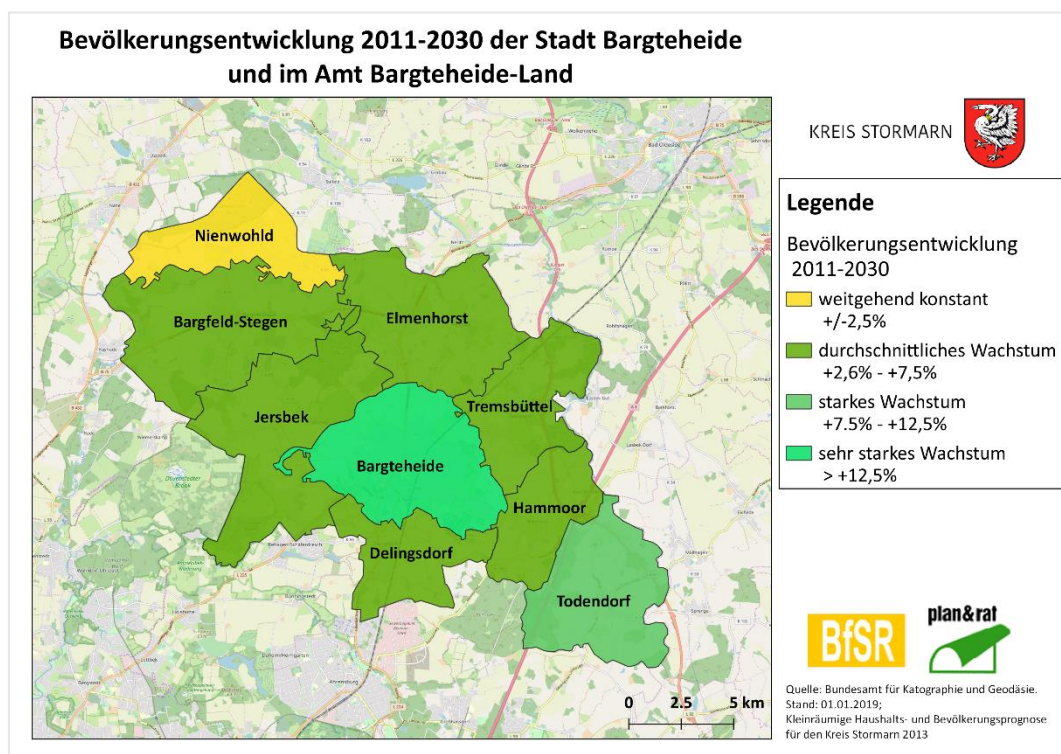 Bevölkerungsentwicklung 2011-2030 der Stadt Bargteheide
und im Amt Bargteheide-Land
KREIS STORMARN
Legende
Bevölkerungsentwicklung
2011-2030
weitgehend konstant
+/-2,5%
durchschnittliches Wachstum
+2,6% - +7,5%
starkes Wachstum
+7.5% - +12,5%
sehr starkes Wachstum
> +12,5%
Nienwohld
Bargfeld-Stegen
Elmenhorst
Jersbek
Tremsbüttel
Bargteheide
Hammoor
Delingsdorf
Todendorf
0 2.5 5 km
BfSR
plan&rat
Quelle: Bundesamt für Katographie und Geodäsie.
Stand: 01.01.2019;
Kleinräumige Haushalts- und Bevölkerungsprognose
für den Kreis Stormarn 2013